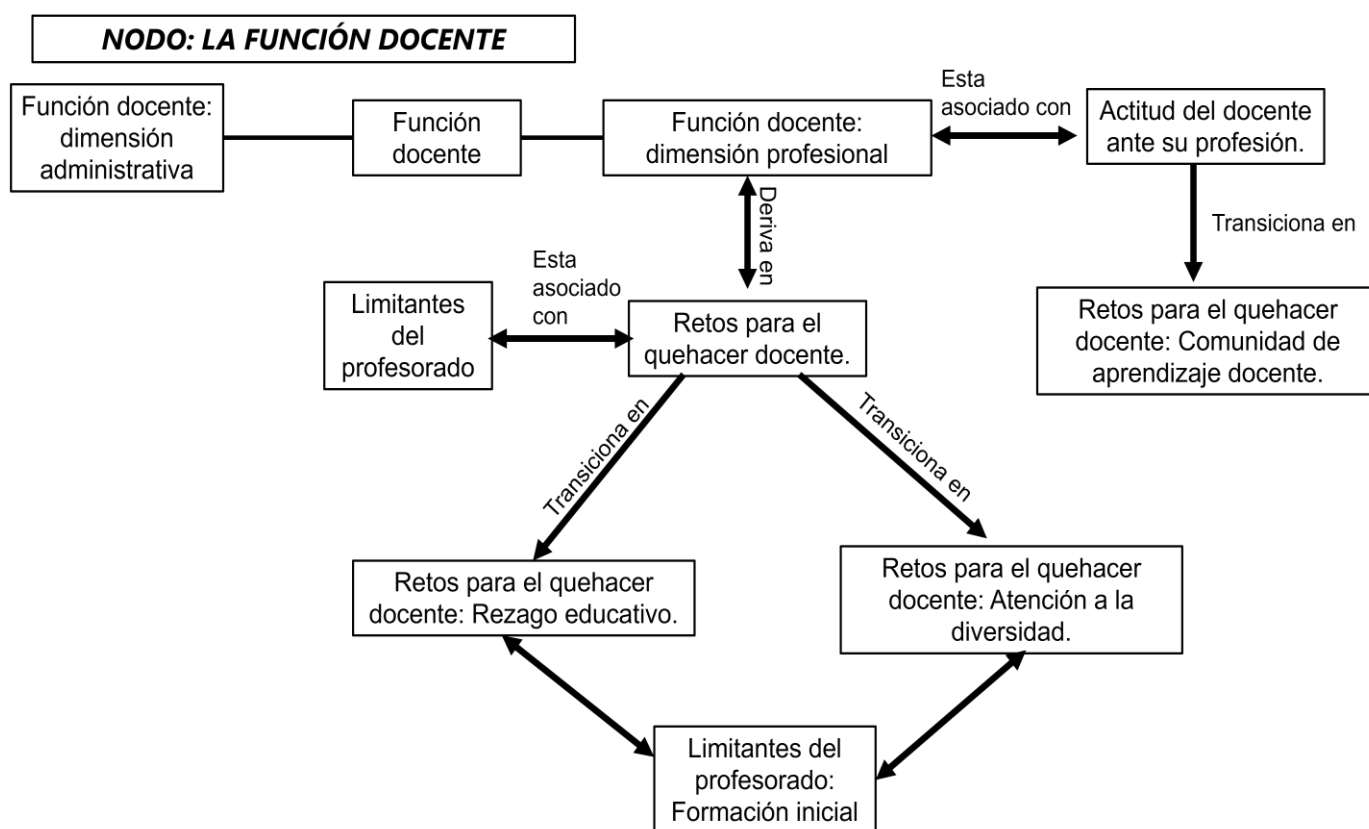 NODO: LA FUNCIÓN DOCENTE
Función docente:
dimensión
administrativa
Función
docente
Función docente:
dimensión profesional
Esta
asociado con
Actitud del docente
ante su profesión.
Deriva en
Transiciona en
Limitantes
del
profesorado
Esta
asociado
con
Retos para el
quehacer docente.
Retos para el quehacer
docente: Comunidad de
aprendizaje docente.
Transiciona en
Transiciona en
Retos para el quehacer
docente: Rezago educativo.
Retos para el quehacer
docente: Atención a la
diversidad.
Limitantes del
profesorado:
Formación inicial